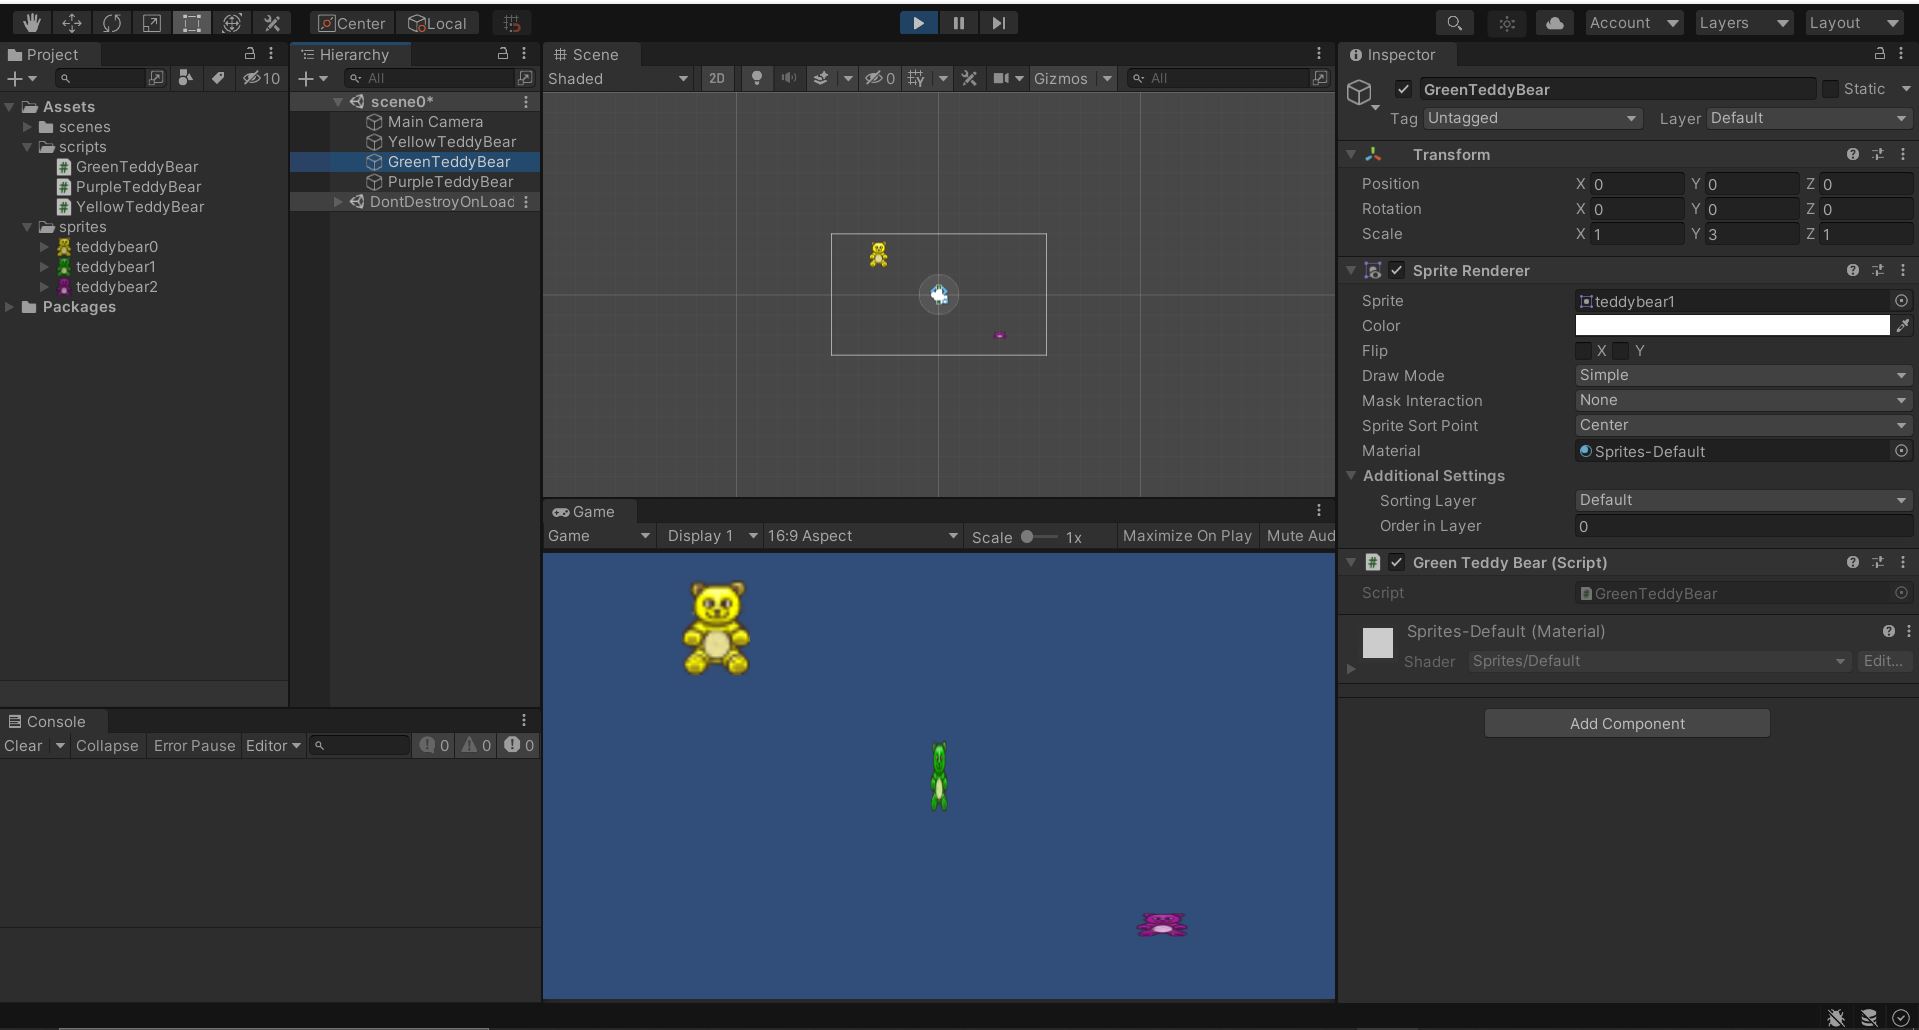 Center
Local
Account
Layers
Layout
Project
10
Assets
scenes
scripts
GreenTeddyBear
PurpleTeddyBear
YellowTeddyBear
sprites
teddybear0
teddybear1
teddybear2
Packages
Hierarchy
All
scene0*
Main Camera
YellowTeddyBear
GreenTeddyBear
PurpleTeddyBear
DontDestroyOnLoad
Scene
Shaded
2D
0
Gizmos
All
Game
Game
Display 1
16:9 Aspect
Scale
1x
Maximize On Play
Mute Aud
Console
Clear
Collapse
Error Pause
Editor
0
0
0
Inspector
GreenTeddyBear
Static
Tag
Untagged
Layer
Default
Transform
Position
X 0
Y 0
Z 0
Rotation
X 0
Y 0
Z 0
Scale
X 1
Y 3
Z 1
Sprite Renderer
Sprite
teddybear1
Color
Flip
X
Y
Draw Mode
Simple
Mask Interaction
None
Sprite Sort Point
Center
Material
Sprites-Default
Additional Settings
Sorting Layer
Default
Order in Layer
0
Green Teddy Bear (Script)
Script
GreenTeddyBear
Sprites-Default (Material)
Shader
Sprites/Default
Edit...
Add Component